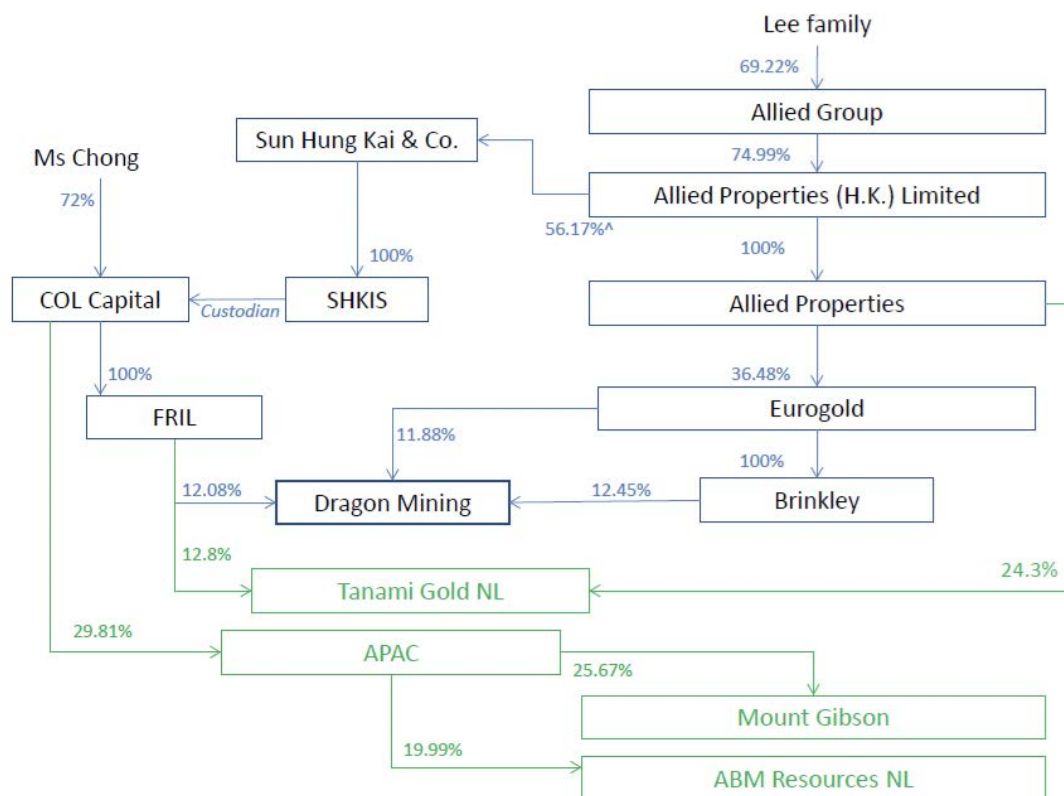 Lee family
69.22%
Allied Group
Sun Hung Kai & Co.
74.99%
Ms Chong
Allied Properties (H.K.) Limited
72%
56.17%^
100%
100%
COL Capital
Custodian
SHKIS
Allied Properties
100%
36.48%
FRIL
Eurogold
11.88%
100%
12.08%
Dragon Mining
12.45%
Brinkley
12.8%
24.3%
Tanami Gold NL
29.81%
APAC
25.67%
Mount Gibson
19.99%
ABM Resources NL